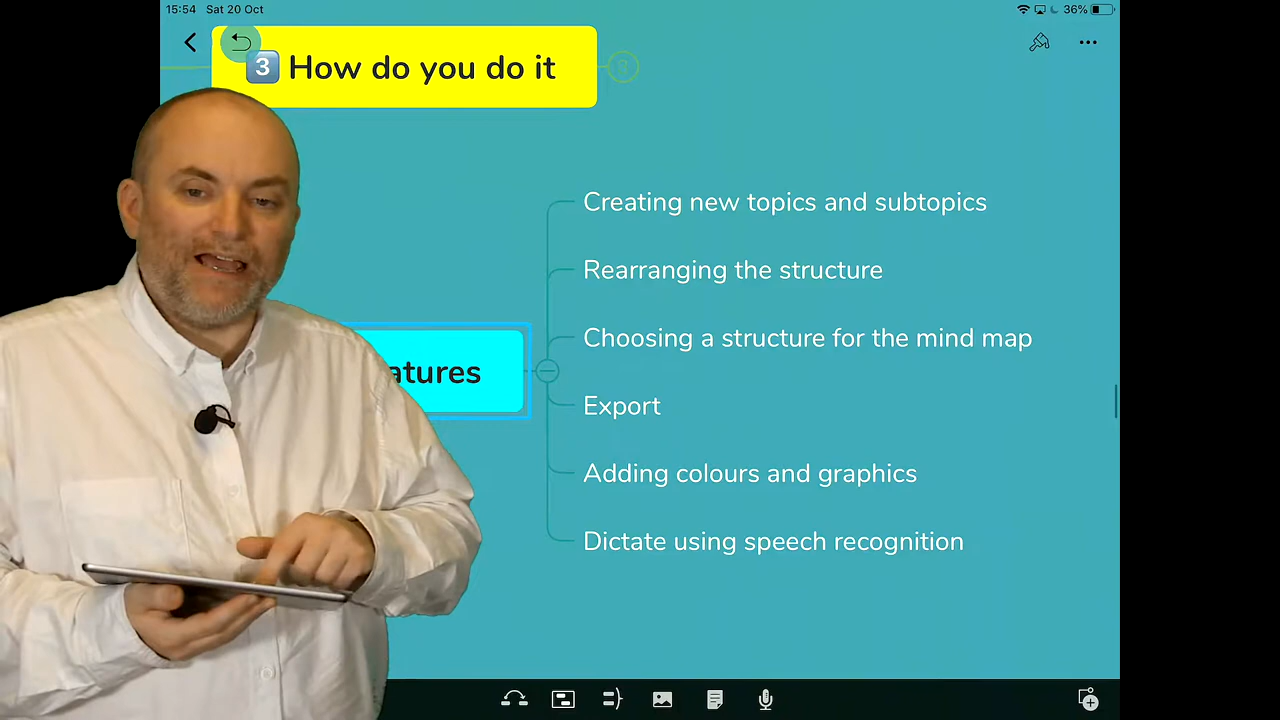 15:54 Sat 20 Oct
36%
3 How do you do it
Creating new topics and subtopics
Rearranging the structure
Choosing a structure for the mind map
atures
Export
Adding colours and graphics
Dictate using speech recognition